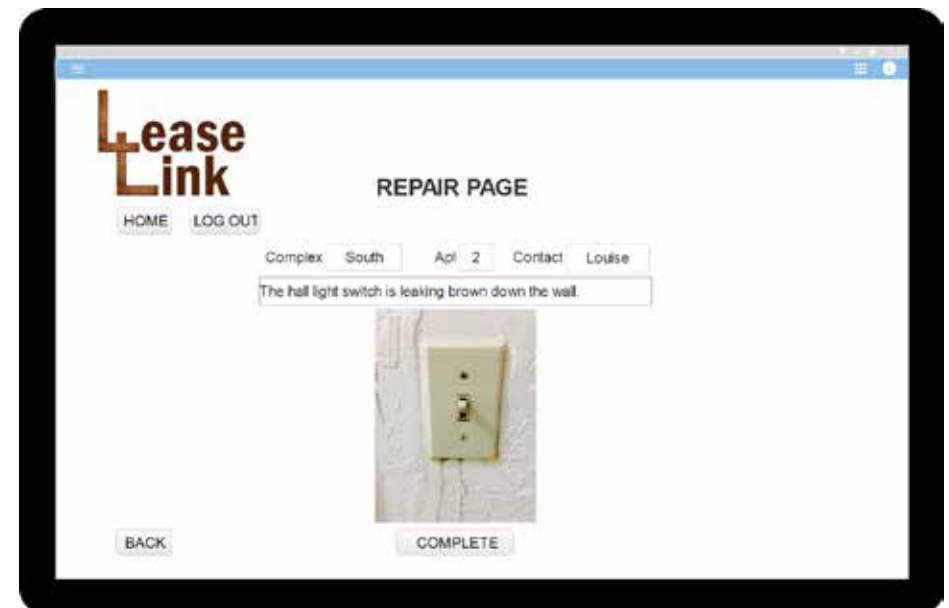 Lease
Link
REPAIR PAGE
HOME LOG OUT
Complex South Apt 2 Contact Louise
The hall light switch is leaking brown down the wall.
BACK COMPLETE